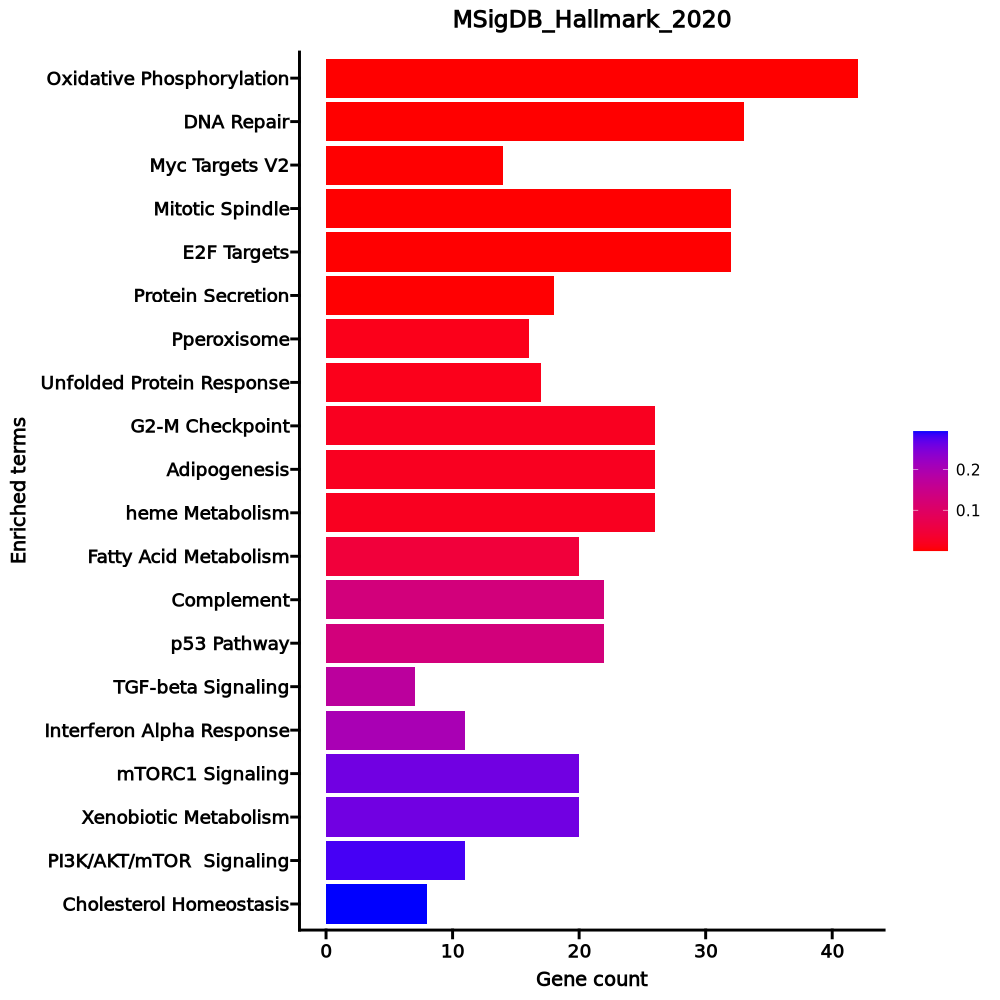 MSigDB_Hallmark_2020
Oxidative Phosphorylation
DNA Repair
Myc Targets V2
Mitotic Spindle
E2F Targets
Protein Secretion
Pperoxisome
Unfolded Protein Response
G2-M Checkpoint
Adipogenesis
heme Metabolism
Fatty Acid Metabolism
Complement
p53 Pathway
TGF-beta Signaling
Interferon Alpha Response
mTORC1 Signaling
Xenobiotic Metabolism
PI3K/AKT/mTOR  Signaling
Cholesterol Homeostasis
Enriched terms
0 10 20 30 40
Gene count
0.2
0.1